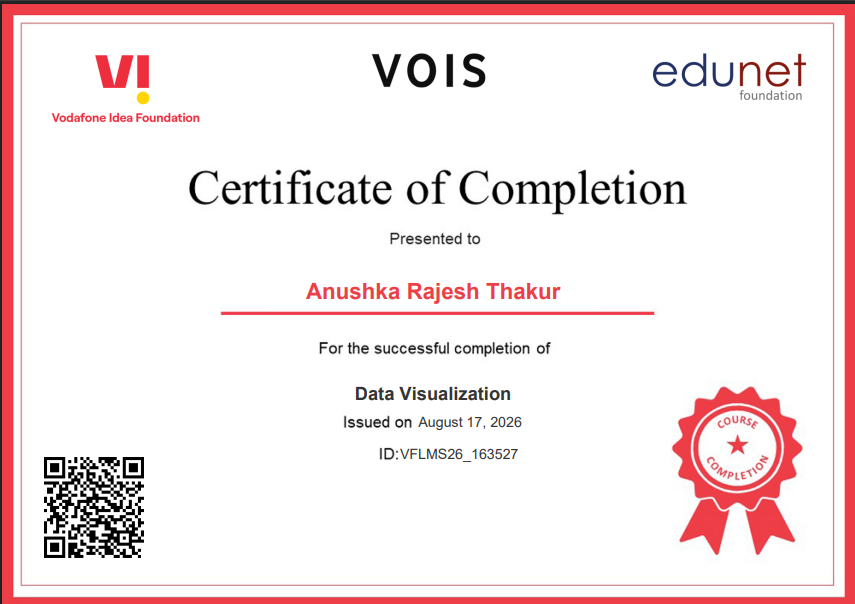 VI
Vodafone Idea Foundation
VOIS
edunet
foundation
Certificate of Completion
Presented to
Anushka Rajesh Thakur
For the successful completion of
Data Visualization
Issued on August 17, 2026
ID:VFLMS26_163527
COURSE
COMPLETION